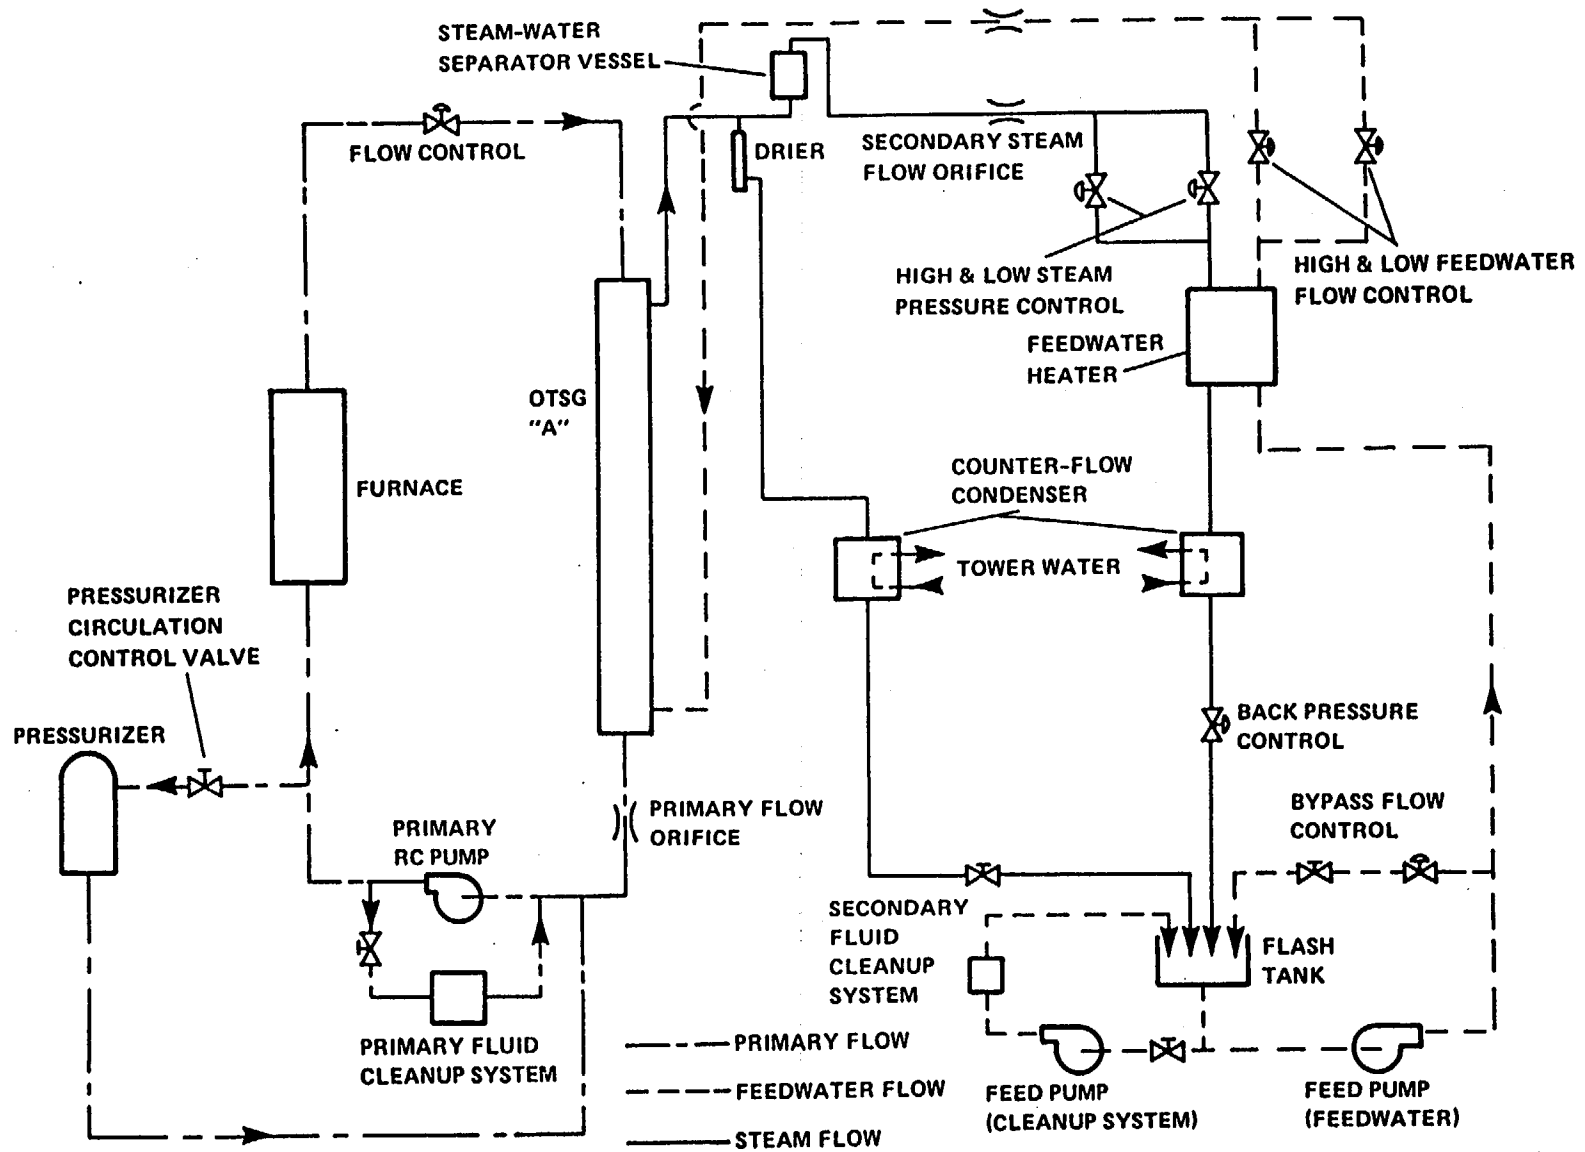 STEAM-WATER
SEPARATOR VESSEL
FLOW CONTROL
DRIER
SECONDARY STEAM
FLOW ORIFICE
HIGH & LOW STEAM
PRESSURE CONTROL
HIGH & LOW FEEDWATER
FLOW CONTROL
FEEDWATER
HEATER
OTSG
"A"
FURNACE
COUNTER-FLOW
CONDENSER
TOWER WATER
PRESSURIZER
CIRCULATION
CONTROL VALVE
PRESSURIZER
BACK PRESSURE
CONTROL
PRIMARY FLOW
ORIFICE
BYPASS FLOW
CONTROL
PRIMARY
RC PUMP
SECONDARY
FLUID
CLEANUP
SYSTEM
FLASH
TANK
PRIMARY FLUID
CLEANUP SYSTEM
PRIMARY FLOW
FEEDWATER FLOW
STEAM FLOW
FEED PUMP
(CLEANUP SYSTEM)
FEED PUMP
(FEEDWATER)